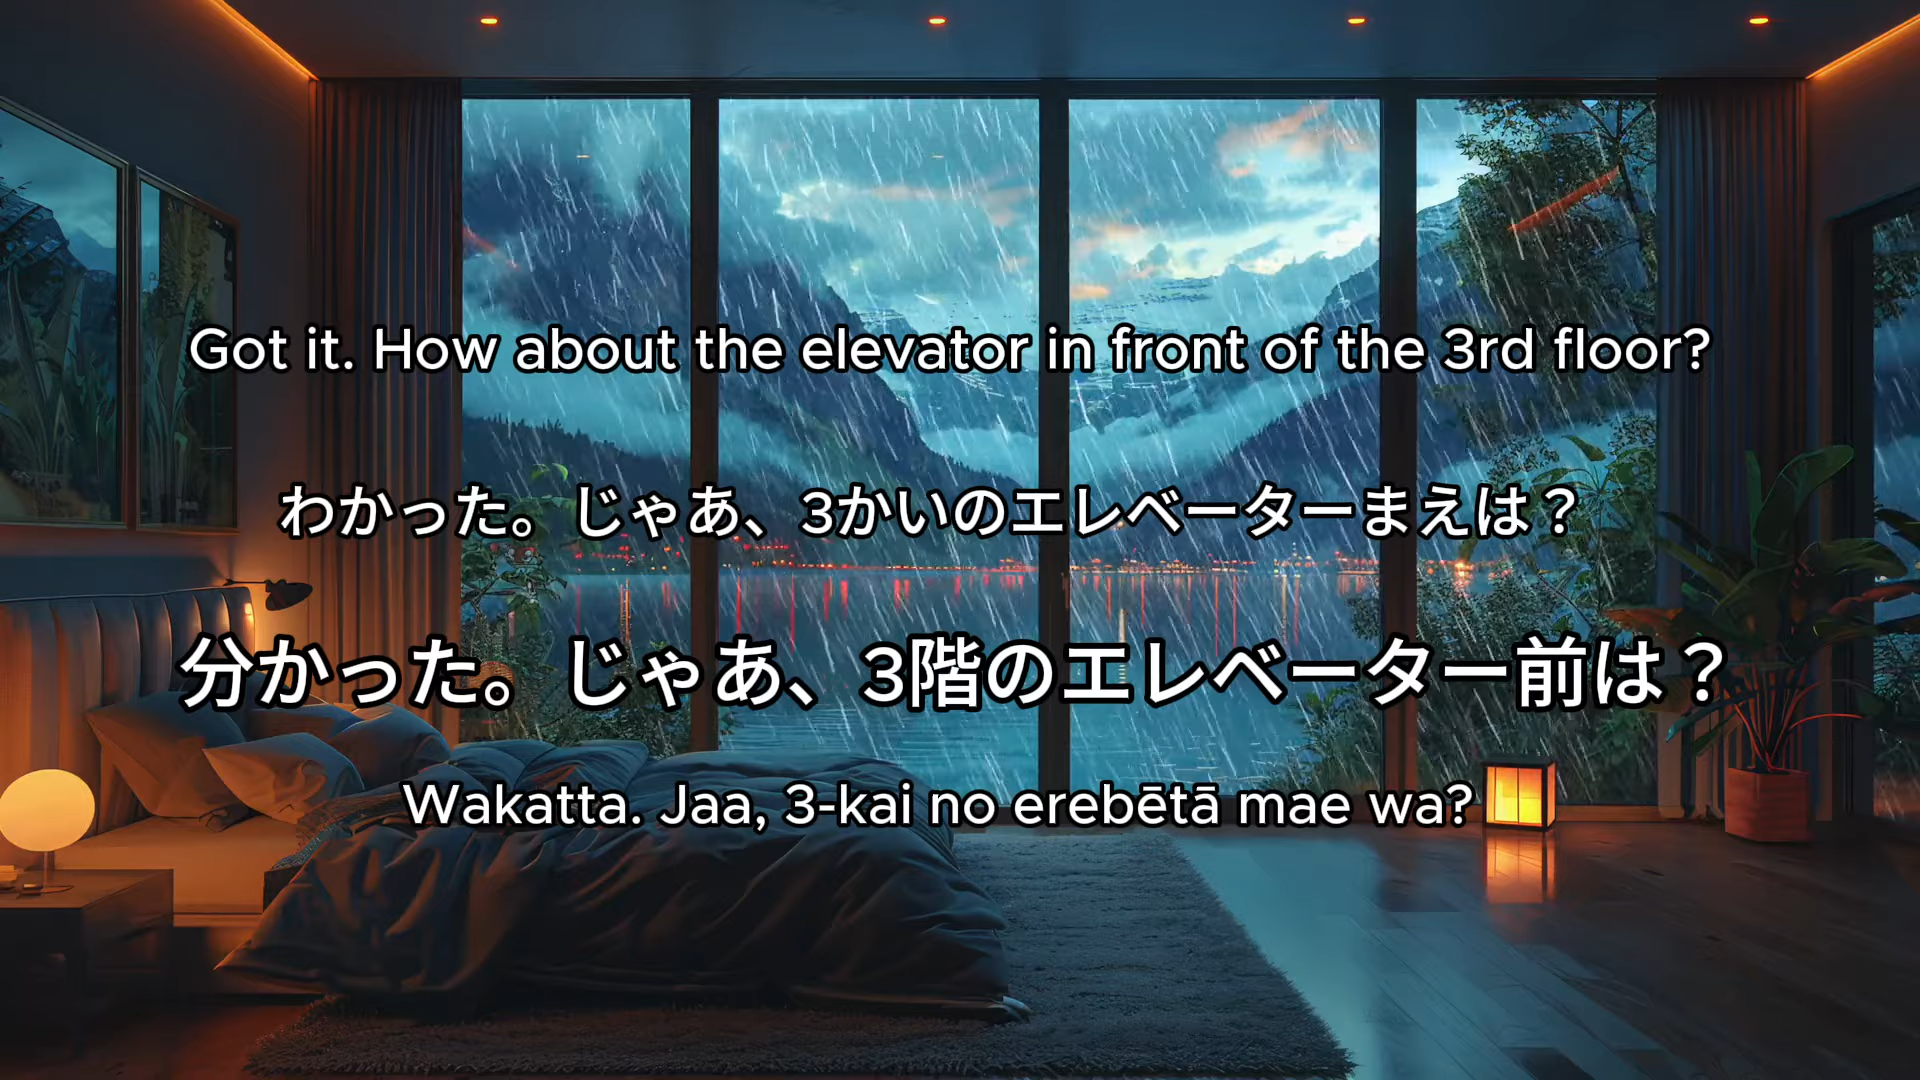 Got it. How about the elevator in front of the 3rd floor?
わかった。じゃあ、3かいのエレベーターまえは？
分かった。じゃあ、3階のエレベーター前は？
Wakatta. Jaa, 3-kai no erebētā mae wa?